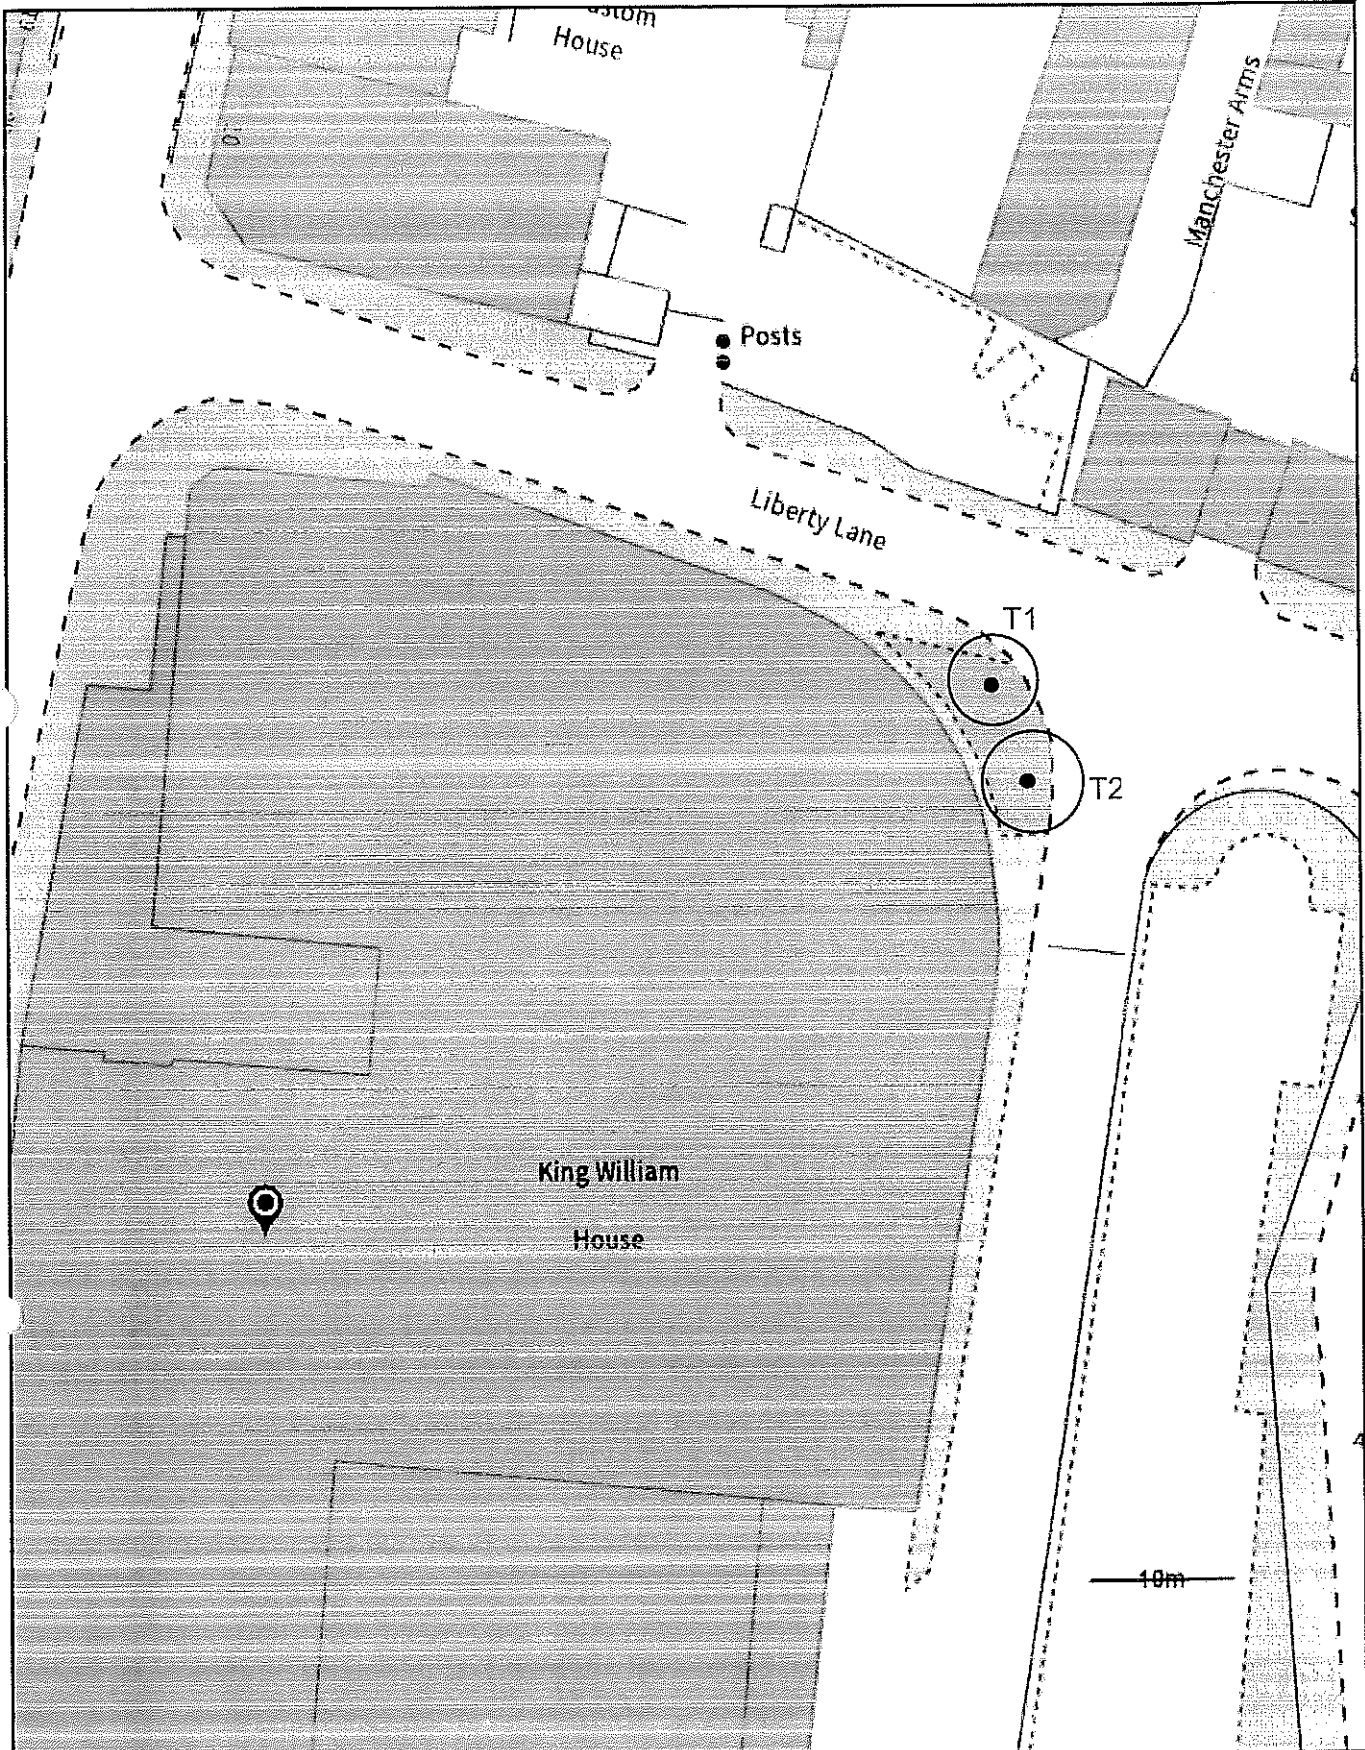 House
Manchester Arms
Posts
Liberty Lane
T1
T2
King William
House
10m